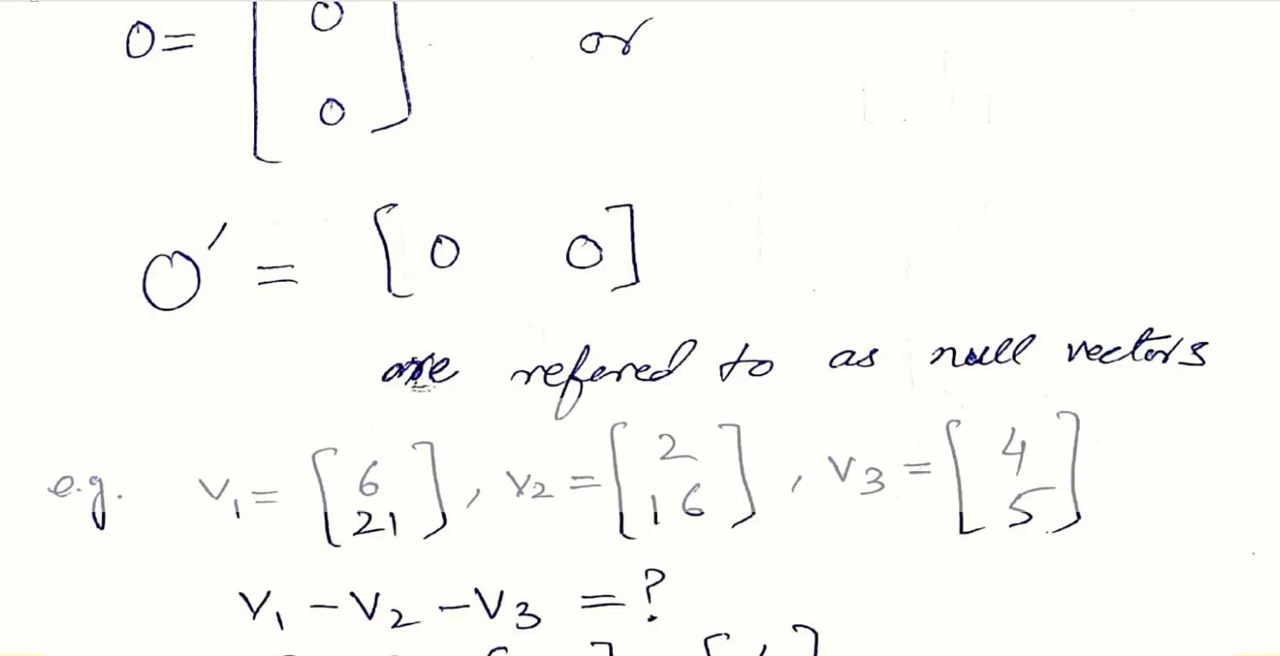 0 = [ 0 0 ] or
0′ = [ 0 0 ]
are refered to as null vectors
e.g. v1 = [ 6 21 ], v2 = [ 2 16 ], v3 = [ 4 5 ]
v1 - v2 - v3 = ?